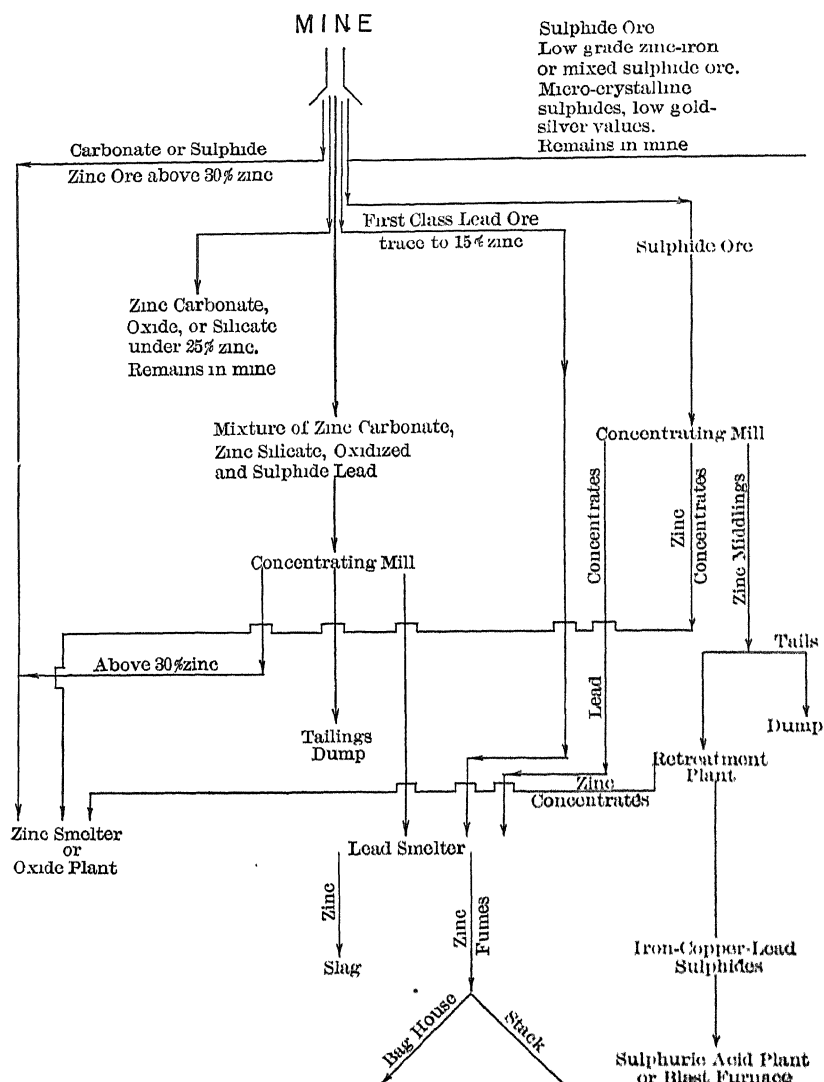 MINE
Sulphide Ore
Low grade zinc-iron
or mixed sulphide ore.
Micro-crystalline
sulphides, low gold-
silver values.
Remains in mine
Carbonate or Sulphide
Zinc Ore above 30% zinc
First Class Lead Ore
trace to 15% zinc
Sulphide Ore
Zinc Carbonate,
Oxide, or Silicate
under 25% zinc.
Remains in mine
Mixture of Zinc Carbonate,
Zinc Silicate, Oxidized
and Sulphide Lead
Concentrating Mill
Concentrates
Zinc
Concentrates
Zinc Middlings
Concentrating Mill
Above 30% zinc
Lead
Tails
Dump
Tailings
Dump
Retreatment
Plant
Zinc
Concentrates
Zinc Smelter
or
Oxide Plant
Lead Smelter
Zinc
Slag
Zinc
Fumes
Iron-Copper-Lead
Sulphides
Bag House
Stack
Sulphuric Acid Plant
or Blast Furnace